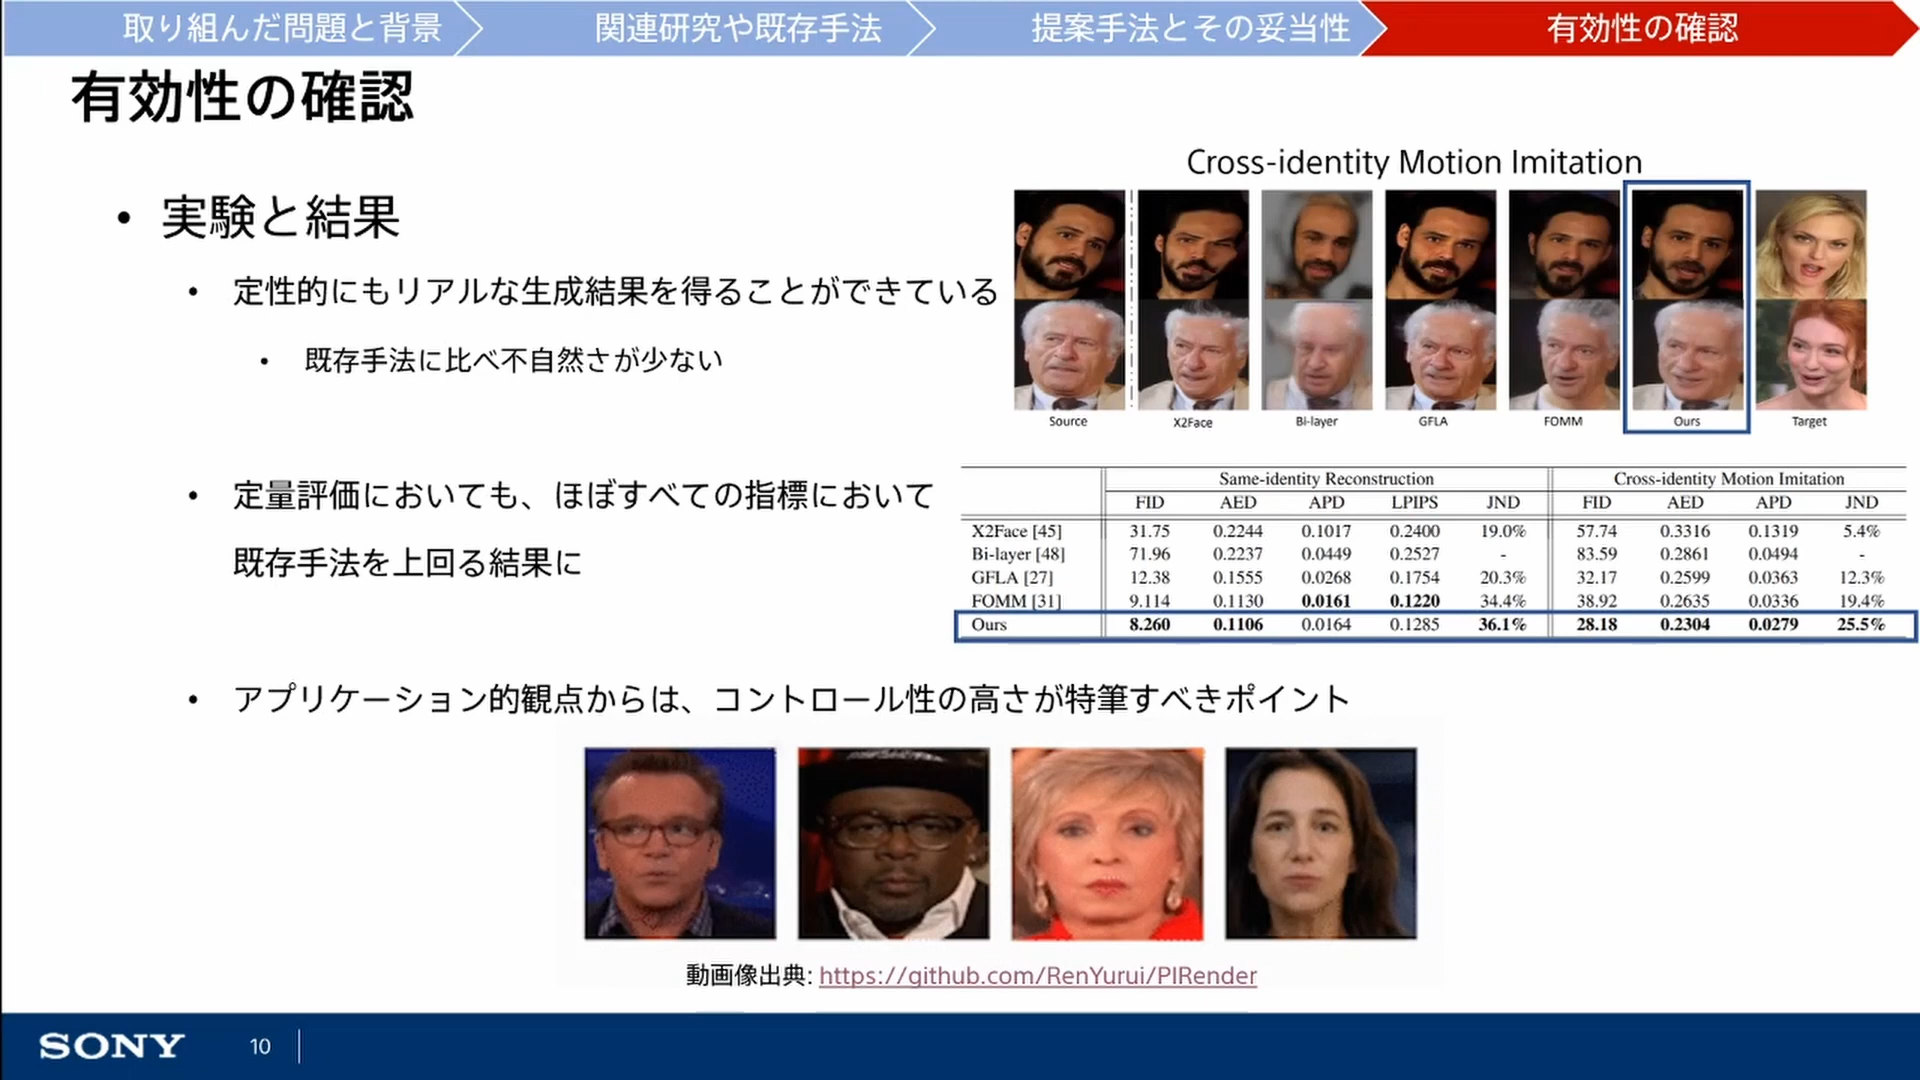 取り組んだ問題と背景
関連研究や既存手法
提案手法とその妥当性
有効性の確認
有効性の確認
• 実験と結果
• 定性的にもリアルな生成結果を得ることができている
• 既存手法に比べ不自然さが少ない
• 定量評価においても、ほぼすべての指標において
既存手法を上回る結果に
Cross-identity Motion Imitation
Source X2Face Bi-layer GFLA FOMM Ours Target
Same-identity Reconstruction Cross-identity Motion Imitation
FID AED APD LPIPS JND FID AED APD JND
X2Face [45] 31.75 0.2244 0.1017 0.2400 19.0% 57.74 0.3316 0.1319 5.4%
Bi-layer [48] 71.96 0.2237 0.0449 0.2527 - 83.59 0.2861 0.0494 -
GFLA [27] 12.38 0.1555 0.0268 0.1754 20.3% 32.17 0.2599 0.0363 12.3%
FOMM [31] 9.114 0.1130 0.0161 0.1220 34.4% 38.92 0.2635 0.0336 19.4%
Ours 8.260 0.1106 0.0164 0.1285 36.1% 28.18 0.2304 0.0279 25.5%
• アプリケーション的観点からは、コントロール性の高さが特筆すべきポイント
動画像出典: https://github.com/RenYurui/PIRender
SONY 10